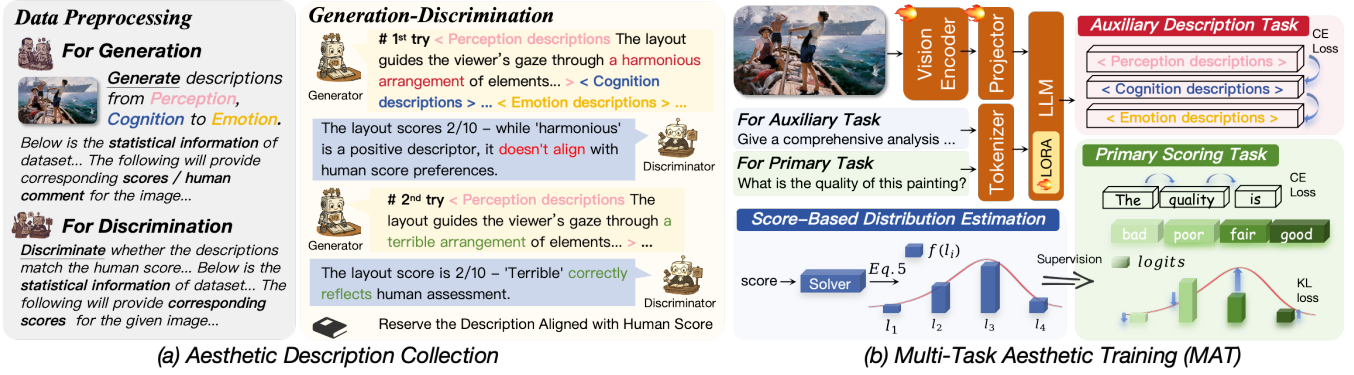 Data Preprocessing
For Generation
Generate descriptions
from Perception,
Cognition to Emotion.
Below is the statistical information of
dataset... The following will provide
corresponding scores / human
comment for the image...
For Discrimination
Discriminate whether the descriptions
match the human score... Below is the
statistical information of dataset... The
following will provide corresponding
scores for the given image...
Generation-Discrimination
# 1st try < Perception descriptions The layout
guides the viewer's gaze through a harmonious
arrangement of elements... > < Cognition
descriptions > ... < Emotion descriptions > ...
Generator
The layout scores 2/10 – while 'harmonious'
is a positive descriptor, it doesn't align with
human score preferences.
Discriminator
# 2nd try < Perception descriptions The
layout guides the viewer's gaze through a
terrible arrangement of elements... > ...
Generator
The layout score is 2/10 - 'Terrible' correctly
reflects human assessment.
Discriminator
Reserve the Description Aligned with Human Score
(a) Aesthetic Description Collection
Vision
Encoder
Projector
LLM
LORA
Tokenizer
For Auxiliary Task
Give a comprehensive analysis ...
For Primary Task
What is the quality of this painting?
Auxiliary Description Task
CE
Loss
< Perception descriptions >
< Cognition descriptions >
< Emotion descriptions >
Score–Based Distribution Estimation
f(l_i)
score
Solver
Eq.5
l1 l2 l3 l4
Supervision
Primary Scoring Task
The quality is
CE
Loss
bad poor fair good
logits
KL
loss
(b) Multi-Task Aesthetic Training (MAT)